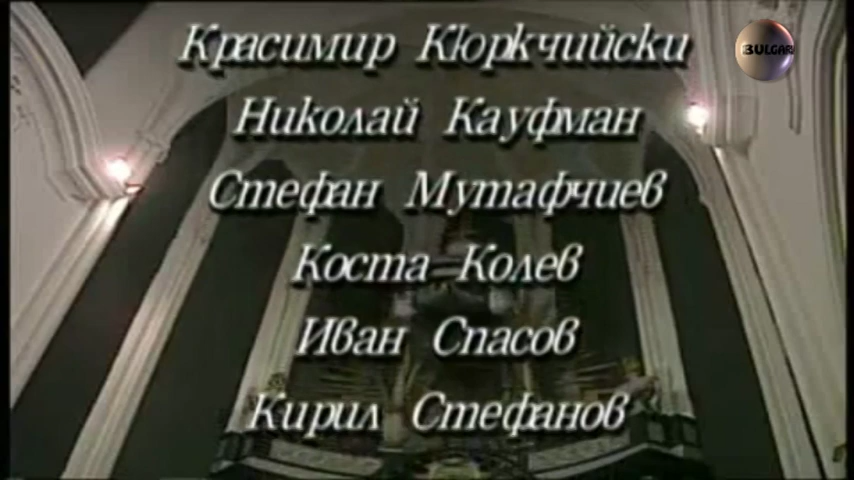 Красимир Кюркчийски
BULGARI
Николай Кауфман
Стефан Мутафчиев
Коста Колев
Иван Спасов
Кирил Стефанов